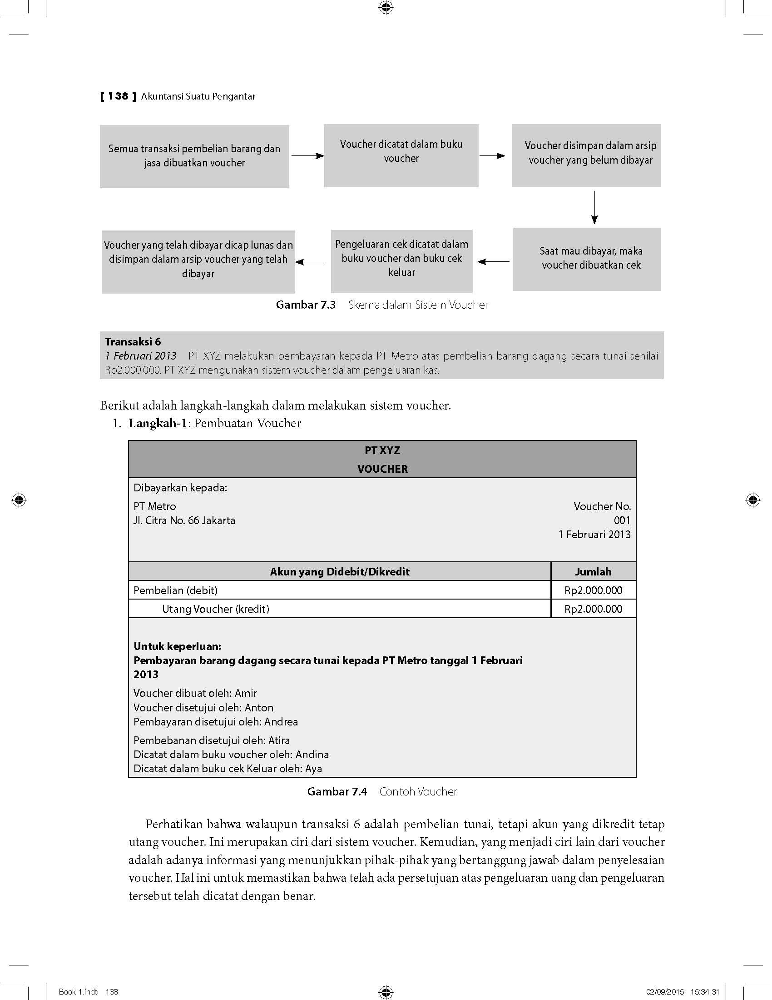 [ 138 ] Akuntansi Suatu Pengantar
Semua transaksi pembelian barang dan
jasa dibuatkan voucher
Voucher dicatat dalam buku
voucher
Voucher disimpan dalam arsip
voucher yang belum dibayar
Saat mau dibayar, maka
voucher dibuatkan cek
Pengeluaran cek dicatat dalam
buku voucher dan buku cek
keluar
Voucher yang telah dibayar dicap lunas dan
disimpan dalam arsip voucher yang telah
dibayar
Gambar 7.3 Skema dalam Sistem Voucher
Transaksi 6
1 Februari 2013 PT XYZ melakukan pembayaran kepada PT Metro atas pembelian barang dagang secara tunai senilai
Rp2.000.000. PT XYZ mengunakan sistem voucher dalam pengeluaran kas.
Berikut adalah langkah-langkah dalam melakukan sistem voucher.
1. Langkah-1: Pembuatan Voucher
PT XYZ
VOUCHER
Dibayarkan kepada:
PT Metro Voucher No.
Jl. Citra No. 66 Jakarta 001
1 Februari 2013
Akun yang Didebit/Dikredit Jumlah
Pembelian (debit) Rp2.000.000
Utang Voucher (kredit) Rp2.000.000
Untuk keperluan:
Pembayaran barang dagang secara tunai kepada PT Metro tanggal 1 Februari
2013
Voucher dibuat oleh: Amir
Voucher disetujui oleh: Anton
Pembayaran disetujui oleh: Andrea
Pembebanan disetujui oleh: Atira
Dicatat dalam buku voucher oleh: Andina
Dicatat dalam buku cek Keluar oleh: Aya
Gambar 7.4 Contoh Voucher
Perhatikan bahwa walaupun transaksi 6 adalah pembelian tunai, tetapi akun yang dikredit tetap
utang voucher. Ini merupakan ciri dari sistem voucher. Kemudian, yang menjadi ciri lain dari voucher
adalah adanya informasi yang menunjukkan pihak-pihak yang bertanggung jawab dalam penyelesaian
voucher. Hal ini untuk memastikan bahwa telah ada persetujuan atas pengeluaran uang dan pengeluaran
tersebut telah dicatat dengan benar.
Book 1.indb 138 02/09/2015 15:34:31